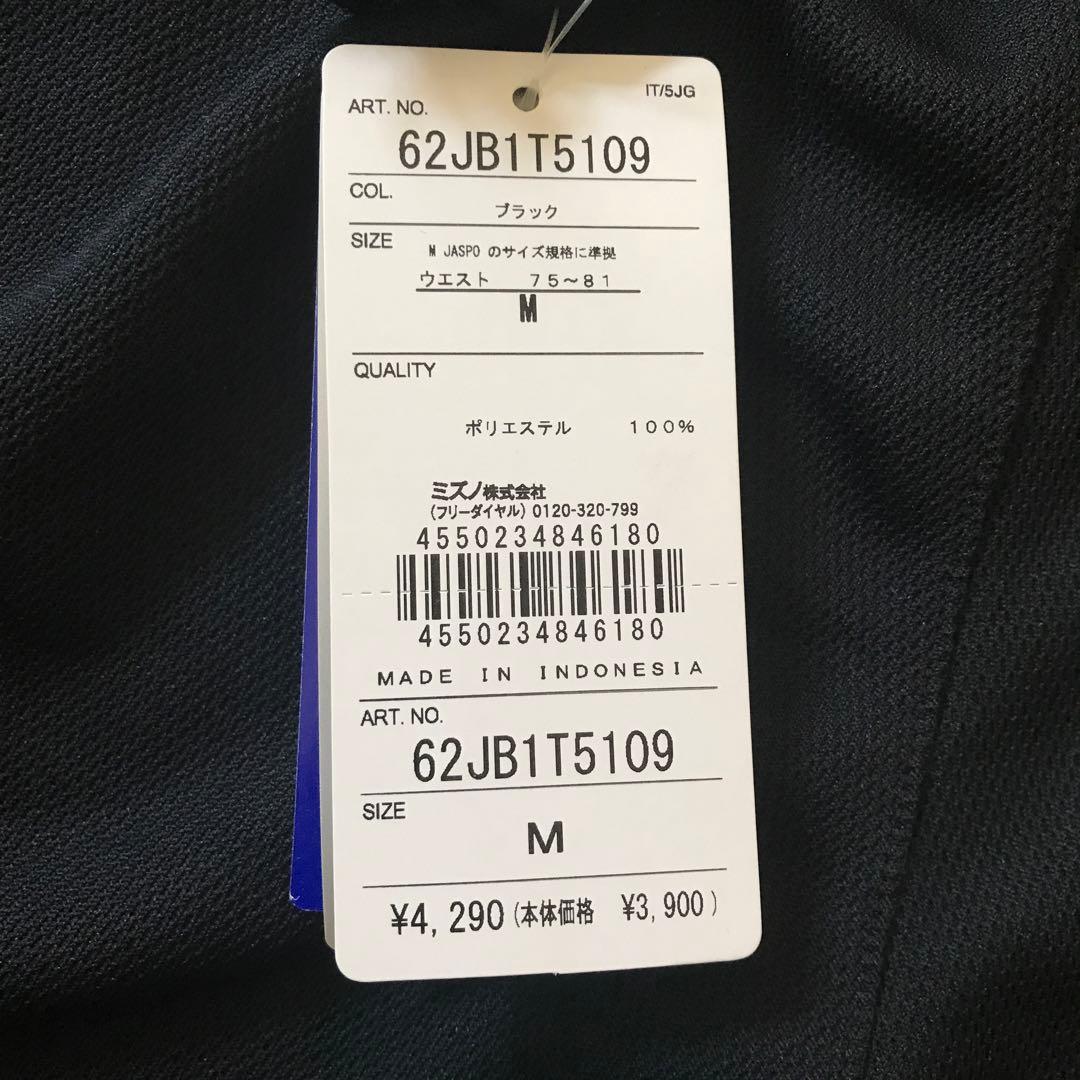 IT/5JG
ART. NO.
62JB1T5109
COL.
ブラック
SIZE
M JASPO のサイズ規格に準拠
ウエスト 75〜81
M
QUALITY
ポリエステル 100%
ミズノ株式会社
(フリーダイヤル) 0120-320-799
4550234846180
4550234846180
MADE IN INDONESIA
ART. NO.
62JB1T5109
SIZE
M
¥4,290 (本体価格 ¥3,900)